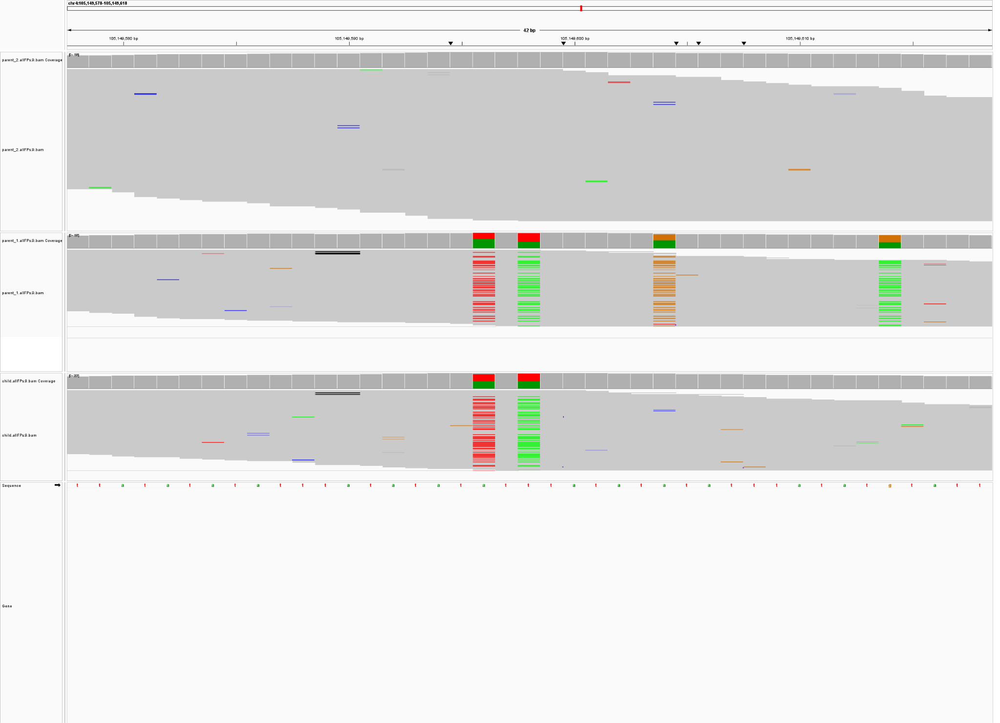 chr4:105,149,578-105,149,618
42 bp
105,149,580 bp 105,149,590 bp 105,149,600 bp 105,149,610 bp
[0 - 195]
parent_2.allFPs.9.bam Coverage
parent_2.allFPs.9.bam
[0 - 197]
parent_1.allFPs.9.bam Coverage
parent_1.allFPs.9.bam
[0 - 207]
child.allFPs.9.bam Coverage
child.allFPs.9.bam
Sequence t t a t a t a t a t t t a t a t a t a t t t a t a t a t a t t t a t a t g t a t t
Gene